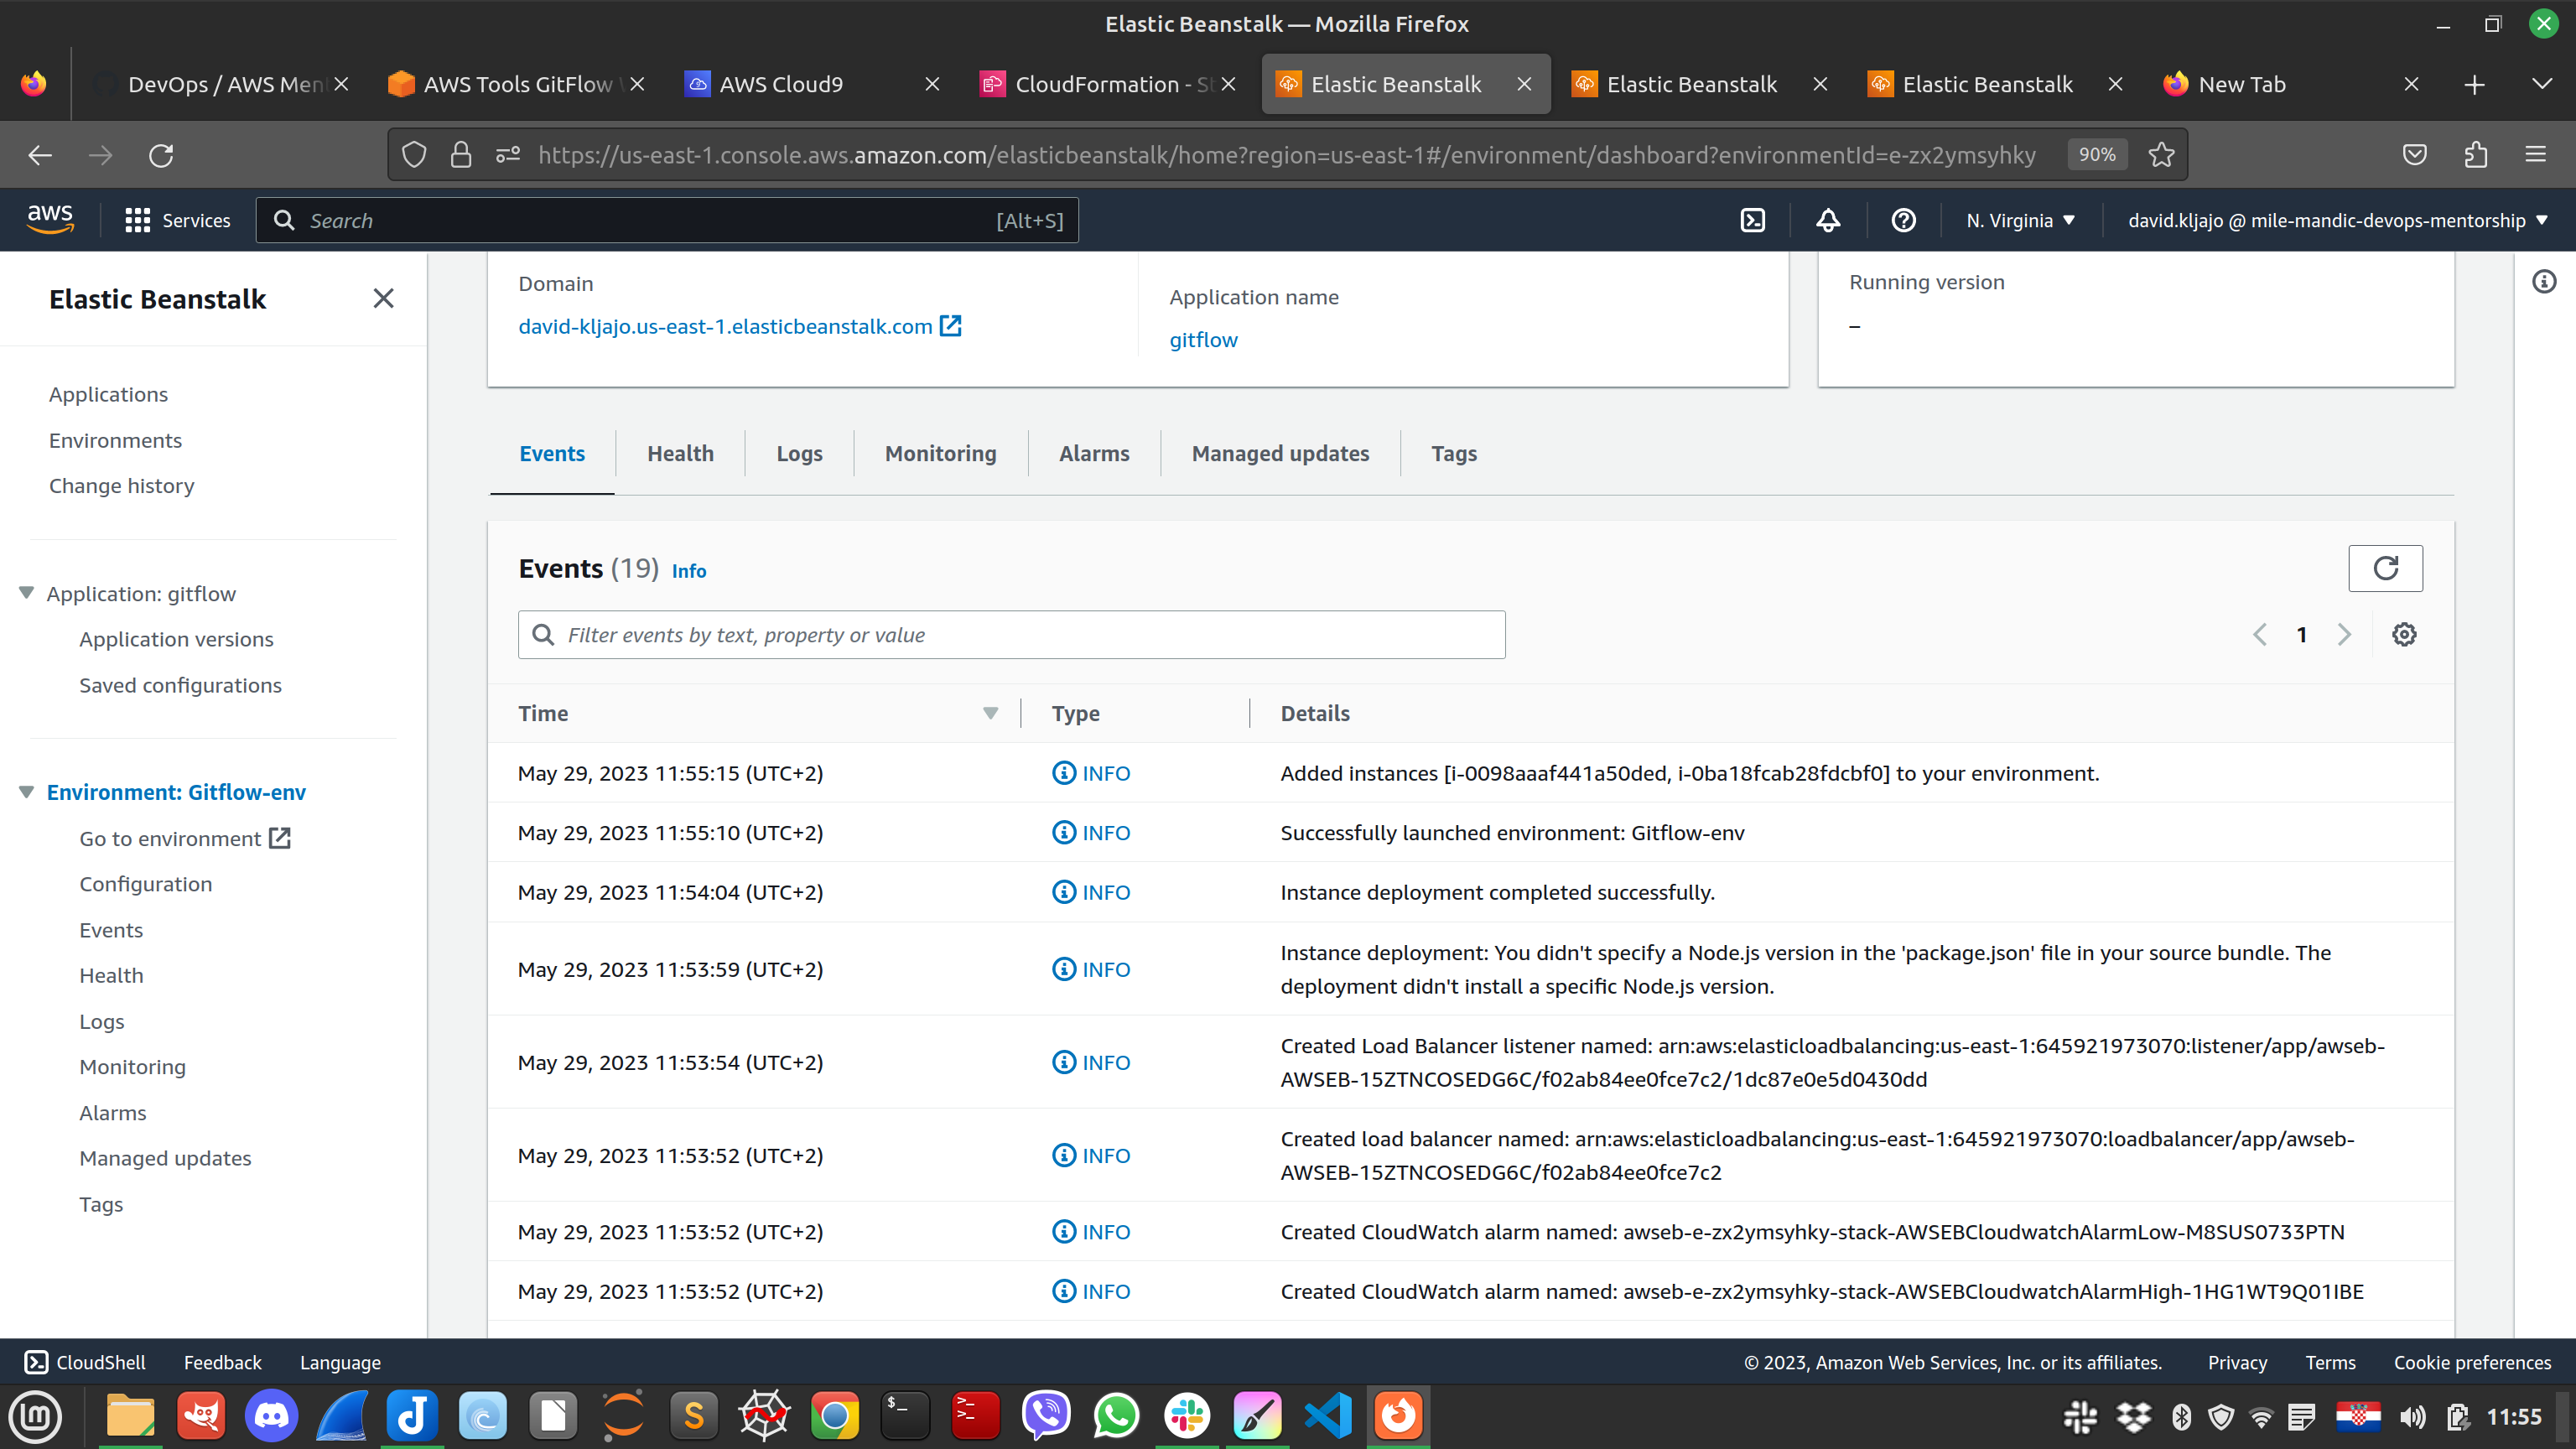 Elastic Beanstalk — Mozilla Firefox
DevOps / AWS Ment
AWS Tools GitFlow W
AWS Cloud9
CloudFormation - St
Elastic Beanstalk
Elastic Beanstalk
Elastic Beanstalk
New Tab
https://us-east-1.console.aws.amazon.com/elasticbeanstalk/home?region=us-east-1#/environment/dashboard?environmentId=e-zx2ymsyhky
90%
aws
Services
Search
[Alt+S]
N. Virginia
david.kljajo @ mile-mandic-devops-mentorship
Elastic Beanstalk
Applications
Environments
Change history
Application: gitflow
Application versions
Saved configurations
Environment: Gitflow-env
Go to environment
Configuration
Events
Health
Logs
Monitoring
Alarms
Managed updates
Tags
Domain
david-kljajo.us-east-1.elasticbeanstalk.com
Application name
gitflow
Running version
–
Events
Health
Logs
Monitoring
Alarms
Managed updates
Tags
Events (19) Info
Filter events by text, property or value
1
Time Type Details
May 29, 2023 11:55:15 (UTC+2) INFO Added instances [i-0098aaaf441a50ded, i-0ba18fcab28fdcbf0] to your environment.
May 29, 2023 11:55:10 (UTC+2) INFO Successfully launched environment: Gitflow-env
May 29, 2023 11:54:04 (UTC+2) INFO Instance deployment completed successfully.
May 29, 2023 11:53:59 (UTC+2) INFO Instance deployment: You didn't specify a Node.js version in the 'package.json' file in your source bundle. The
deployment didn't install a specific Node.js version.
May 29, 2023 11:53:54 (UTC+2) INFO Created Load Balancer listener named: arn:aws:elasticloadbalancing:us-east-1:645921973070:listener/app/awseb-
AWSEB-15ZTNCOSEDG6C/f02ab84ee0fce7c2/1dc87e0e5d0430dd
May 29, 2023 11:53:52 (UTC+2) INFO Created load balancer named: arn:aws:elasticloadbalancing:us-east-1:645921973070:loadbalancer/app/awseb-
AWSEB-15ZTNCOSEDG6C/f02ab84ee0fce7c2
May 29, 2023 11:53:52 (UTC+2) INFO Created CloudWatch alarm named: awseb-e-zx2ymsyhky-stack-AWSEBCloudwatchAlarmLow-M8SUS0733PTN
May 29, 2023 11:53:52 (UTC+2) INFO Created CloudWatch alarm named: awseb-e-zx2ymsyhky-stack-AWSEBCloudwatchAlarmHigh-1HG1WT9Q01IBE
CloudShell
Feedback
Language
© 2023, Amazon Web Services, Inc. or its affiliates.
Privacy
Terms
Cookie preferences
11:55